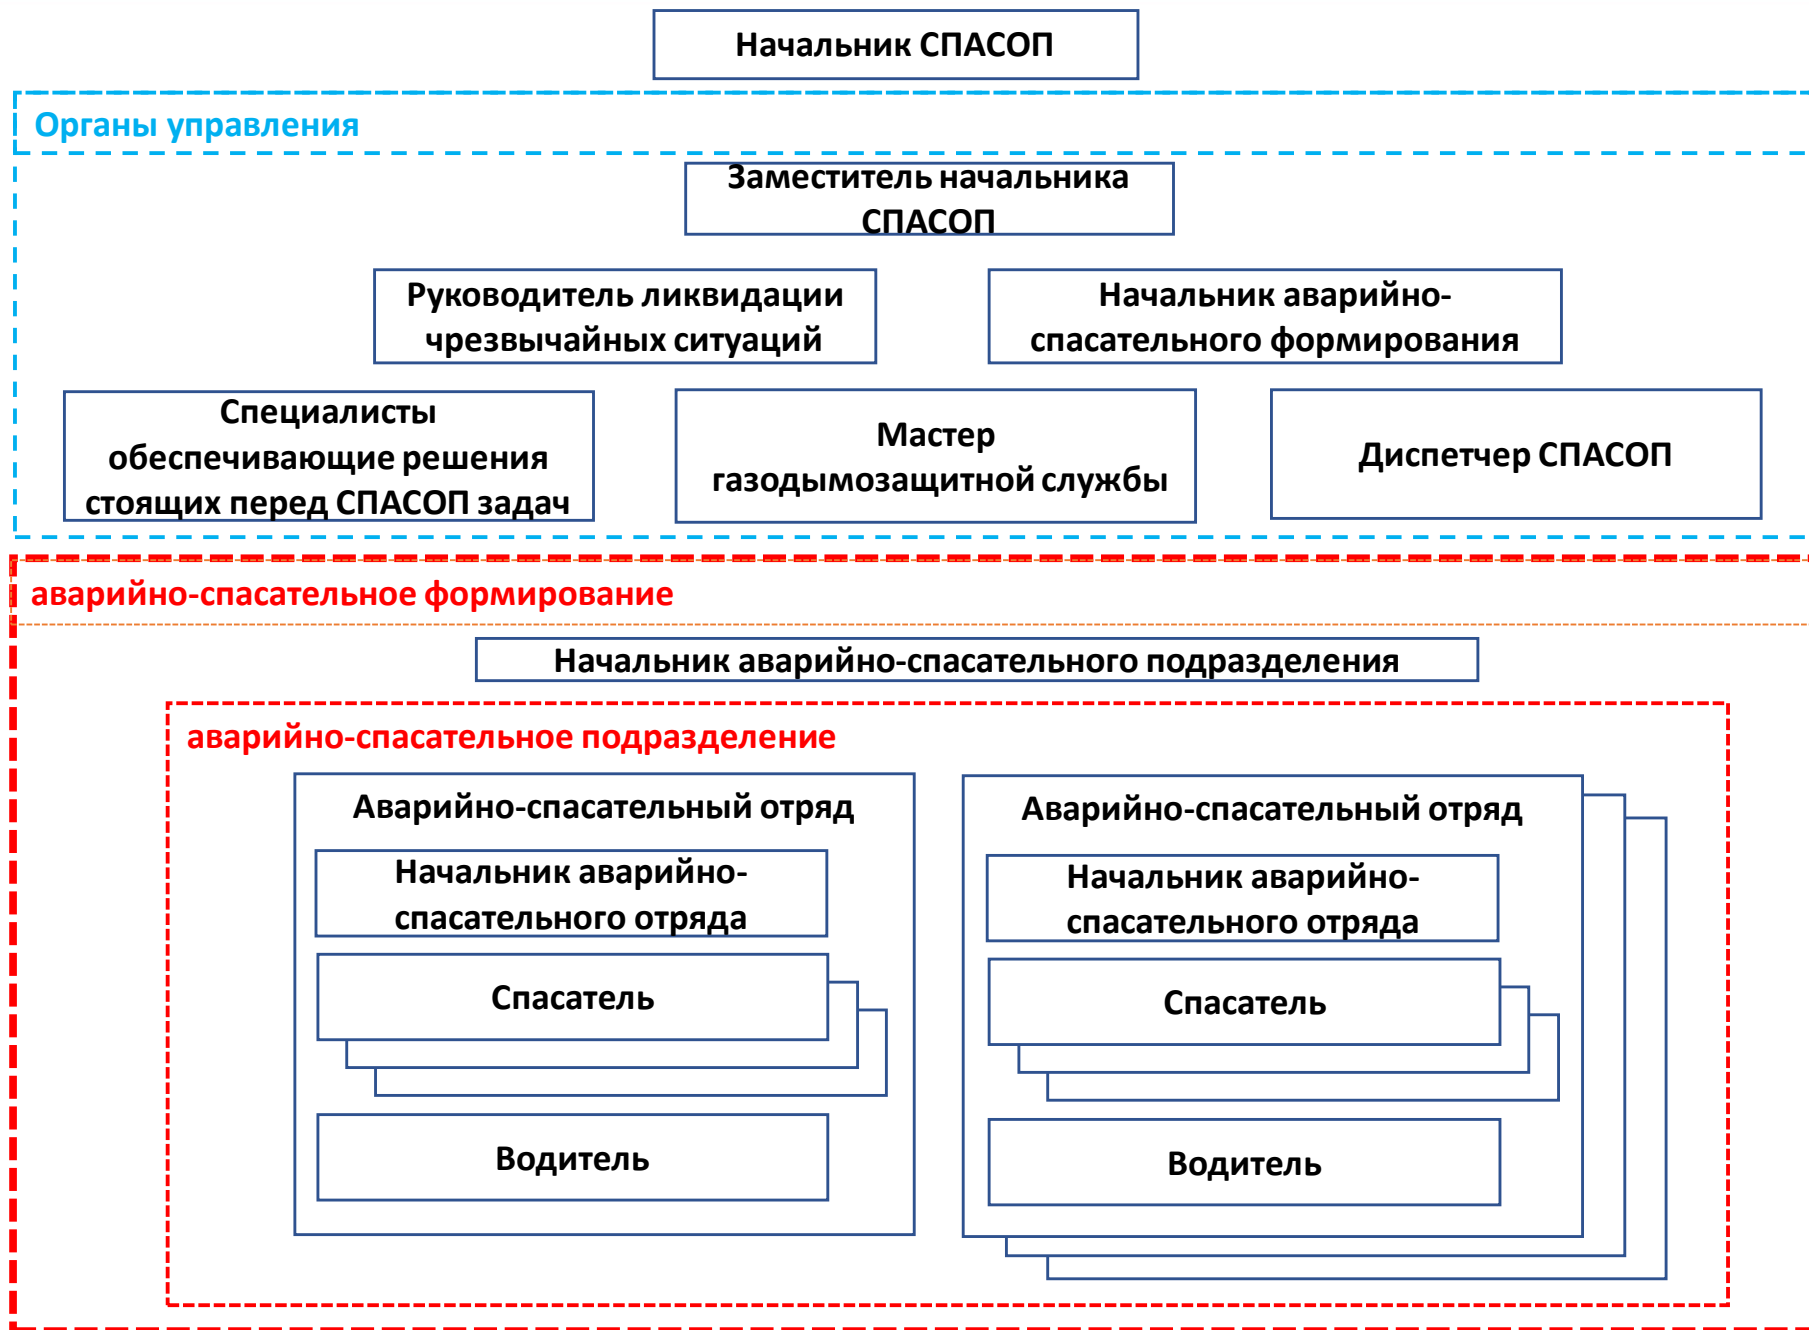 Начальник СПАСОП
Органы управления
Заместитель начальника
СПАСОП
Руководитель ликвидации
чрезвычайных ситуаций
Начальник аварийно-
спасательного формирования
Специалисты
обеспечивающие решения
стоящих перед СПАСОП задач
Мастер
газодымозащитной службы
Диспетчер СПАСОП
аварийно-спасательное формирование
Начальник аварийно-спасательного подразделения
аварийно-спасательное подразделение
Аварийно-спасательный отряд
Начальник аварийно-
спасательного отряда
Спасатель
Водитель
Аварийно-спасательный отряд
Начальник аварийно-
спасательного отряда
Спасатель
Водитель